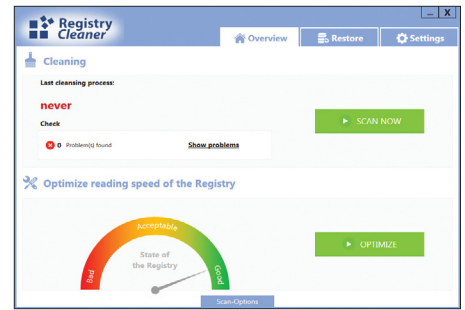 Registry
Cleaner
Overview
Restore
Settings
Cleaning
Last cleansing process:
never
Check
0 Problem(s) found
Show problems
SCAN NOW
Optimize reading speed of the Registry
Acceptable
Bad
Good
State of
the Registry
OPTIMIZE
Scan-Options